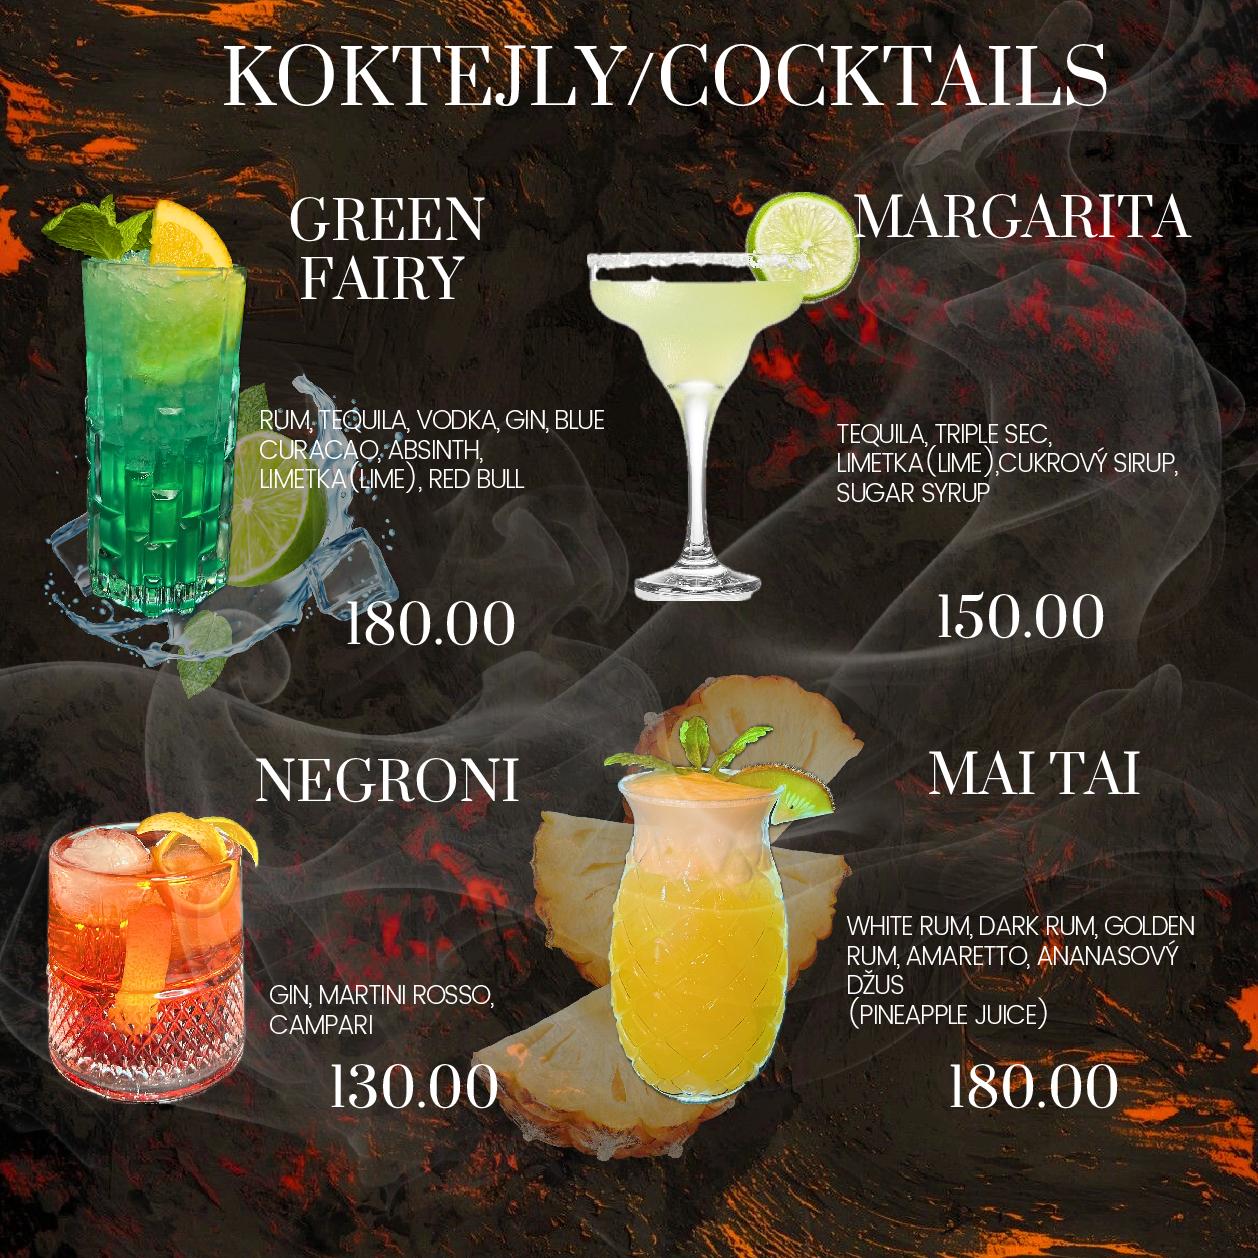 KOKTEJLY/COCKTAILS
GREEN
FAIRY
RUM, TEQUILA, VODKA, GIN, BLUE
CURACAO, ABSINTH,
LIMETKA(LIME), RED BULL
180.00
MARGARITA
TEQUILA, TRIPLE SEC,
LIMETKA(LIME),CUKROVÝ SIRUP,
SUGAR SYRUP
150.00
NEGRONI
GIN, MARTINI ROSSO,
CAMPARI
130.00
MAI TAI
WHITE RUM, DARK RUM, GOLDEN
RUM, AMARETTO, ANANASOVÝ
DŽUS
(PINEAPPLE JUICE)
180.00